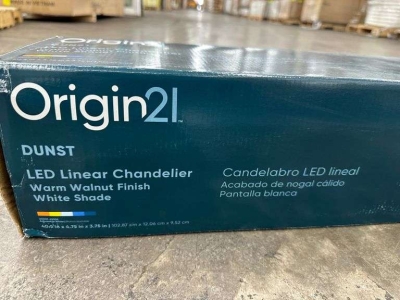 Origin21
DUNST
LED Linear Chandelier
Warm Walnut Finish
White Shade
Candelabro LED lineal
Acabado de nogal cálido
Pantalla blanca